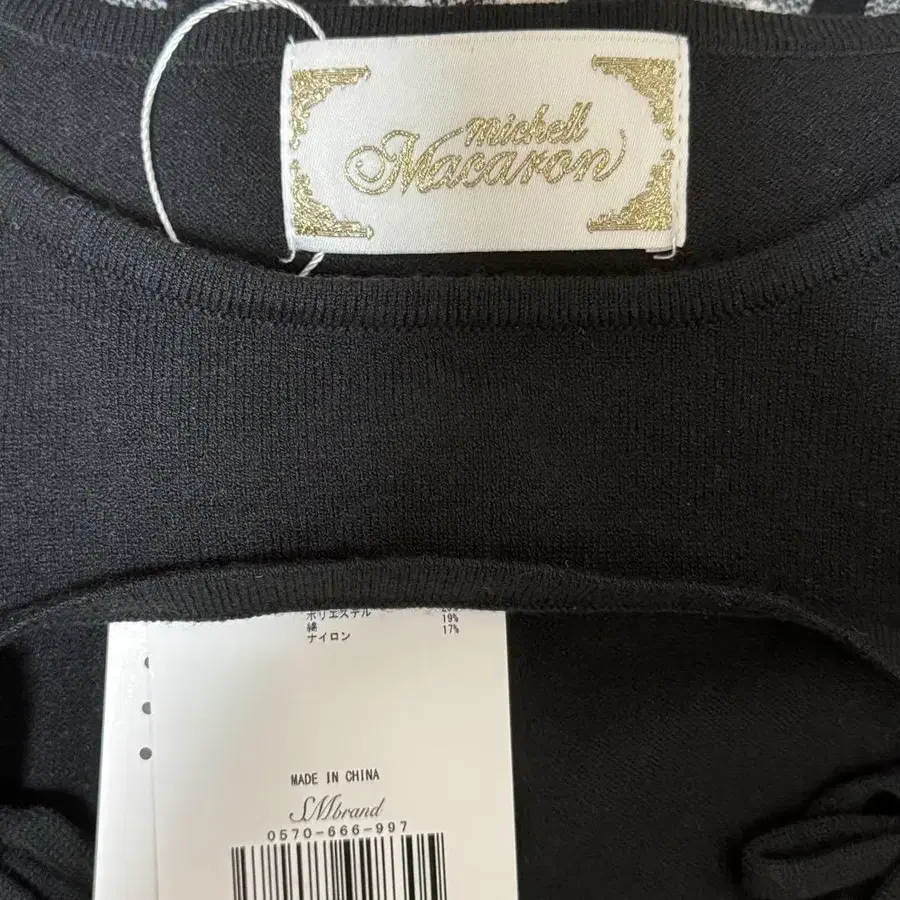 michell
Macaron
ポリエステル
綿 19%
ナイロン 17%
MADE IN CHINA
SMbrand
0570-666-997